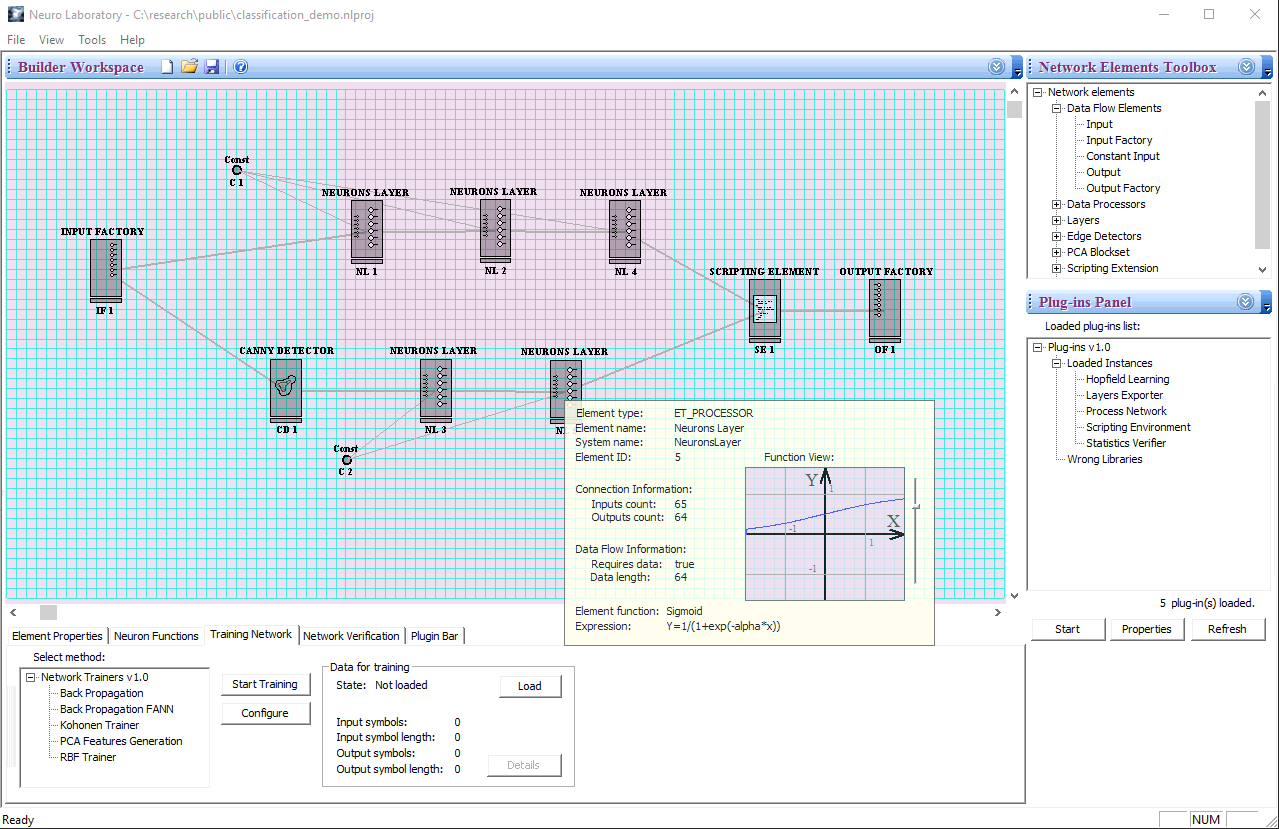 Neuro Laboratory - C:\research\public\classification_demo.nlproj
File View Tools Help
Builder Workspace
Network Elements Toolbox
Network elements
Data Flow Elements
Input
Input Factory
Constant Input
Output
Output Factory
Data Processors
Layers
Edge Detectors
PCA Blockset
Scripting Extension
Const
C 1
NEURONS LAYER
NL 1
NEURONS LAYER
NL 2
NEURONS LAYER
NL 4
INPUT FACTORY
IF 1
SCRIPTING ELEMENT
SE 1
OUTPUT FACTORY
OF 1
CANNY DETECTOR
CD 1
NEURONS LAYER
NL 3
NEURONS LAYER
Const
C 2
Element type: ET_PROCESSOR
Element name: Neurons Layer
System name: NeuronsLayer
Element ID: 5
Function View:
Y
1
X
-1
1
-1
Connection Information:
Inputs count: 65
Outputs count: 64
Data Flow Information:
Requires data: true
Data length: 64
Element function: Sigmoid
Expression: Y=1/(1+exp(-alpha*x))
Plug-ins Panel
Loaded plug-ins list:
Plug-ins v1.0
Loaded Instances
Hopfield Learning
Layers Exporter
Process Network
Scripting Environment
Statistics Verifier
Wrong Libraries
5 plug-in(s) loaded.
Start Properties Refresh
Element Properties Neuron Functions Training Network Network Verification Plugin Bar
Select method:
Network Trainers v1.0
Back Propagation
Back Propagation FANN
Kohonen Trainer
PCA Features Generation
RBF Trainer
Start Training
Configure
Data for training
State: Not loaded
Load
Input symbols: 0
Input symbol length: 0
Output symbols: 0
Output symbol length: 0
Details
Ready
NUM